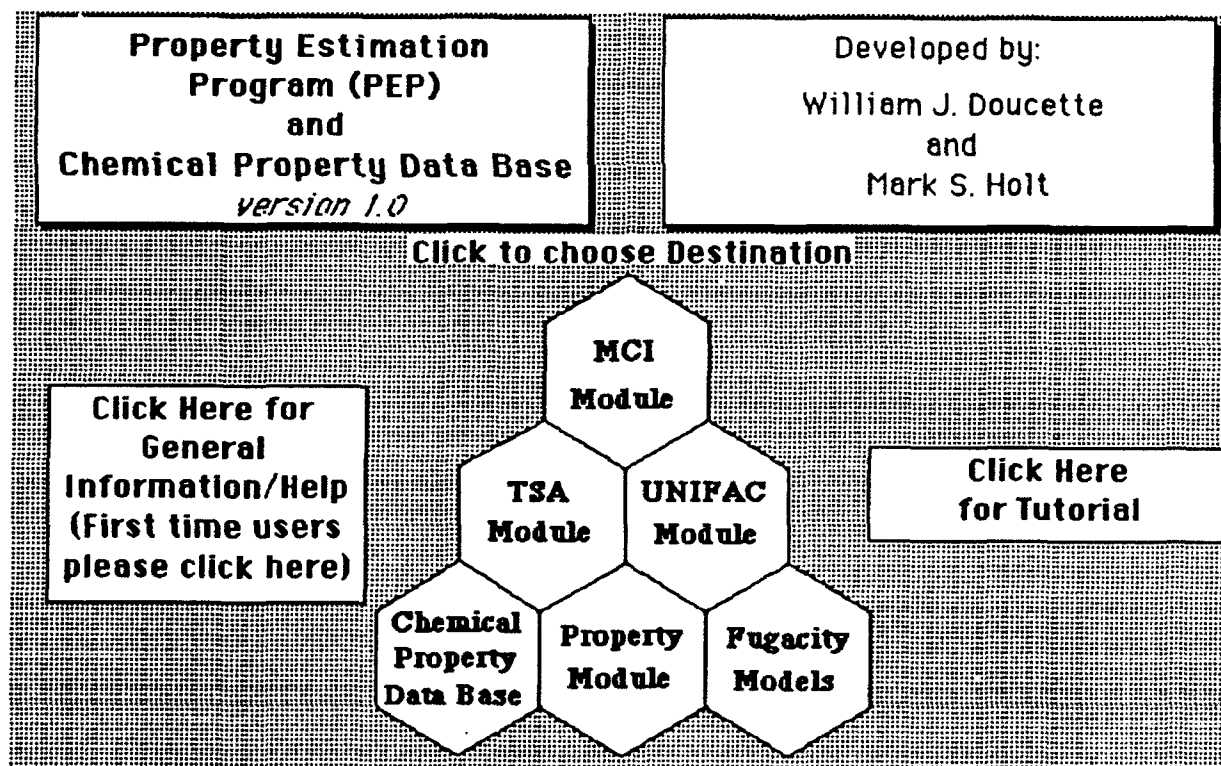 Property Estimation
Program (PEP)
and
Chemical Property Data Base
version 1.0
Developed by:
William J. Doucette
and
Mark S. Holt
Click to choose Destination
MCI
Module
Click Here for
General
Information/Help
(First time users
please click here)
TSA
Module
UNIFAC
Module
Click Here
for Tutorial
Chemical
Property
Data Base
Property
Module
Fugacity
Models